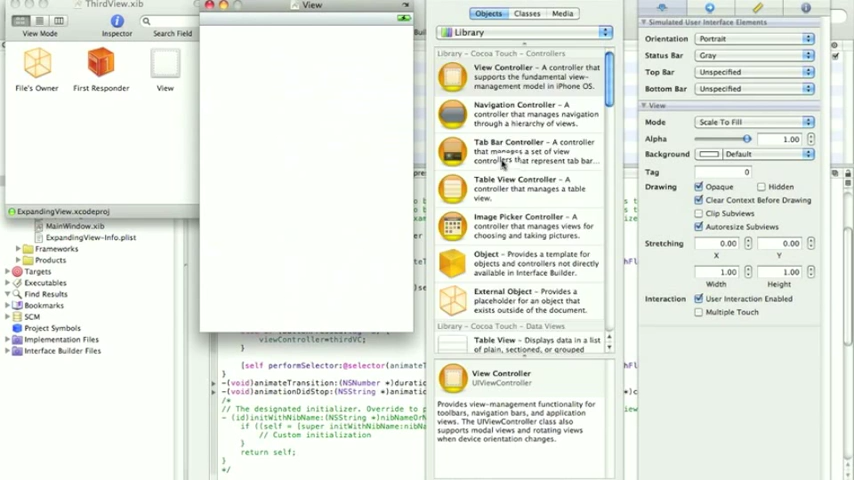 ThirdView.xib
View Mode
Inspector
Search Field
File's Owner
First Responder
View
ExpandingView.xcodeproj
MainWindow.xib
ExpandingView-Info.plist
Frameworks
Products
Targets
Executables
Find Results
Bookmarks
SCM
Project Symbols
Implementation Files
Interface Builder Files
View
viewController=thirdVC;
}
[self performSelector:@selector(animateT
}
-(void)animateTransition:(NSNumber *)durat
-(void)animationDidStop:(NSString *)animation
/*
// The designated initializer. Override to p
- (id)initWithNibName:(NSString *)nibNameOrN
if ((self = [super initWithNibName:nibNa
// Custom initialization
}
return self;
}
*/
Objects
Classes
Media
Library
Library – Cocoa Touch – Controllers
View Controller – A controller that
supports the fundamental view-
management model in iPhone OS.
Navigation Controller – A
controller that manages navigation
through a hierarchy of views.
Tab Bar Controller – A controller
that manages a set of view
controllers that represent tab bar...
Table View Controller – A
controller that manages a table
view.
Image Picker Controller – A
controller that manages views for
choosing and taking pictures.
Object – Provides a template for
objects and controllers not directly
available in Interface Builder.
External Object – Provides a
placeholder for an object that
exists outside of the document.
Library – Cocoa Touch – Data Views
Table View – Displays data in a list
of plain, sectioned, or grouped
View Controller
UIViewController
Provides view-management functionality for
toolbars, navigation bars, and application
views. The UIViewController class also
supports modal views and rotating views
when device orientation changes.
Simulated User Interface Elements
Orientation Portrait
Status Bar Gray
Top Bar Unspecified
Bottom Bar Unspecified
View
Mode Scale To Fill
Alpha 1.00
Background Default
Tag 0
Drawing Opaque Hidden
Clear Context Before Drawing
Clip Subviews
Autoresize Subviews
Stretching 0.00 0.00
X Y
1.00 1.00
Width Height
Interaction User Interaction Enabled
Multiple Touch